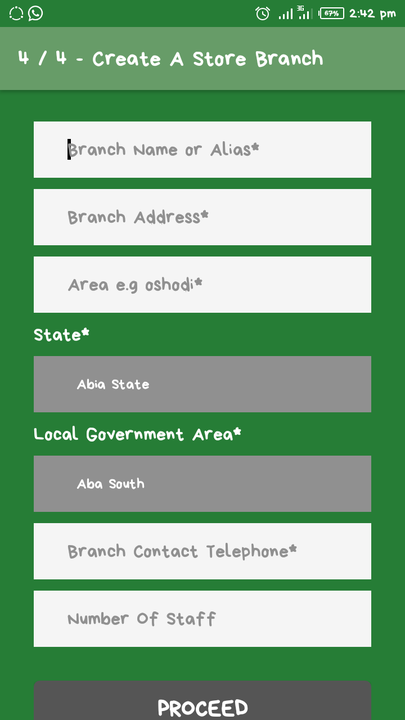 3G 67% 2:42 pm
4 / 4 - Create A Store Branch
Branch Name or Alias*
Branch Address*
Area e.g oshodi*
State*
Abia State
Local Government Area*
Aba South
Branch Contact Telephone*
Number Of Staff
PROCEED